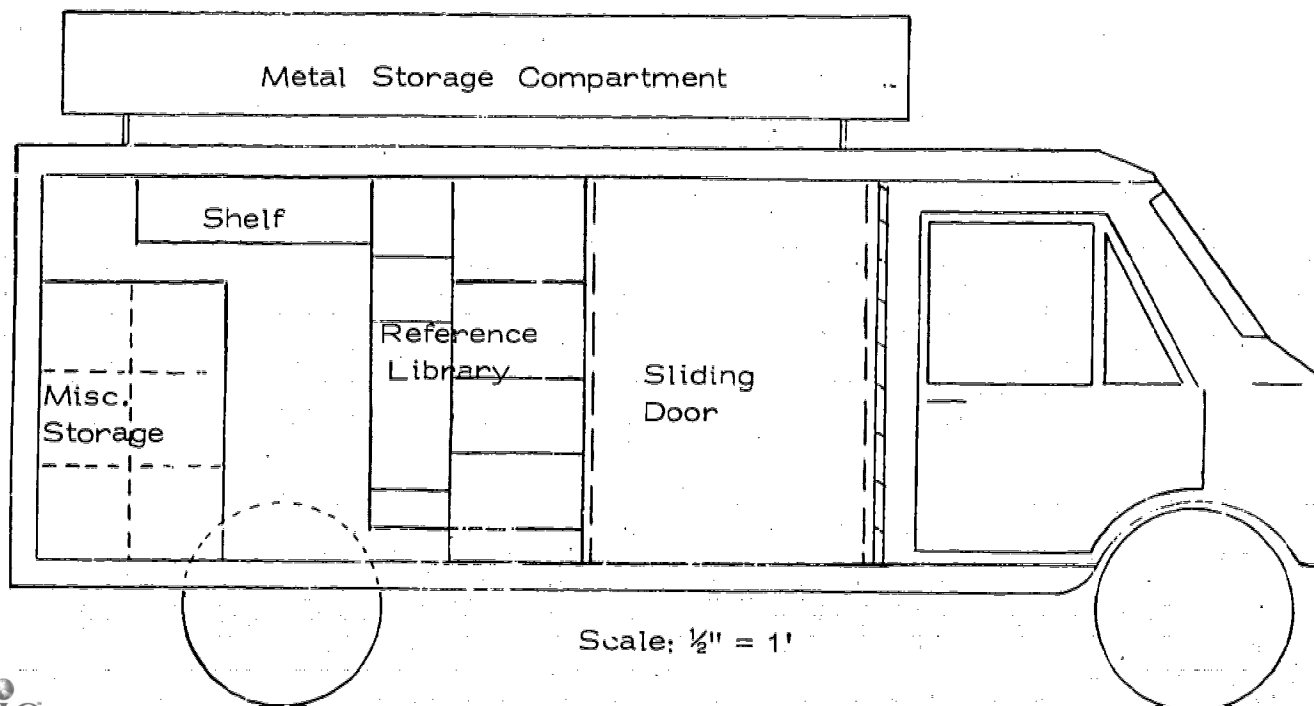 Metal Storage Compartment
Shelf
Reference
Library
Sliding
Door
Misc.
Storage
Scale: ½" = 1'